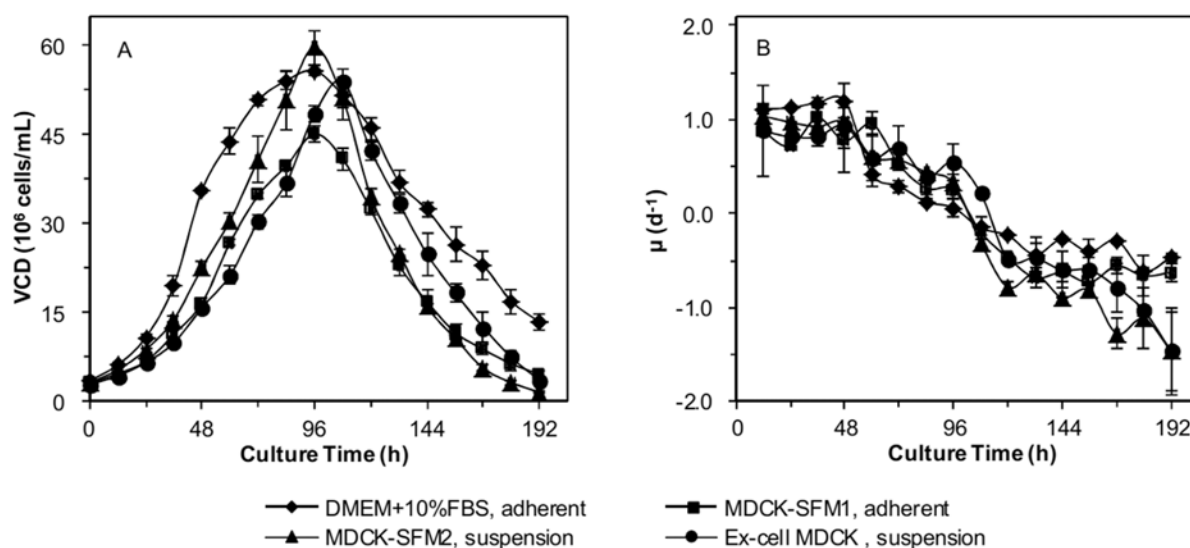 A
VCD (10⁶ cells/mL)
60
45
30
15
0
0 48 96 144 192
Culture Time (h)
B
μ (d⁻¹)
2.0
1.0
0.0
-1.0
-2.0
0 48 96 144 192
Culture Time (h)
DMEM+10%FBS, adherent
MDCK-SFM1, adherent
MDCK-SFM2, suspension
Ex-cell MDCK , suspension